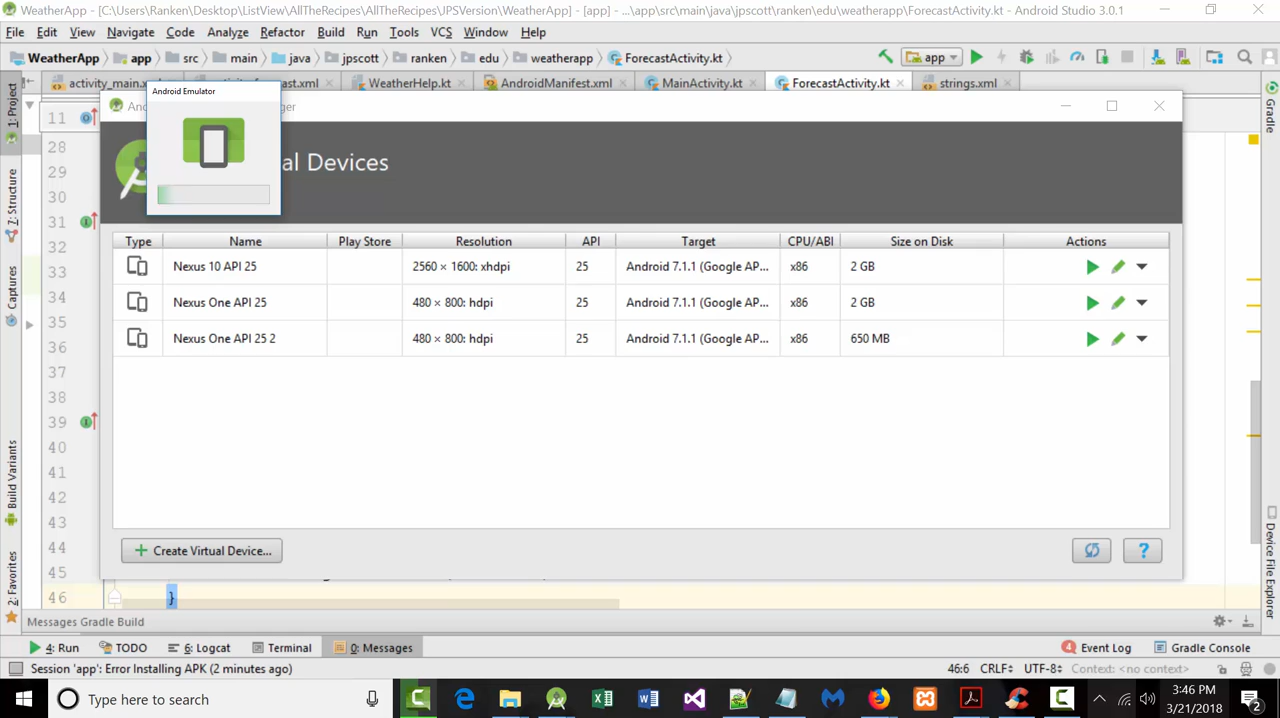 WeatherApp - [C:\Users\Ranken\Desktop\ListView\AllTheRecipes\AllTheRecipes\JPSVersion\WeatherApp] - [app] - ...\app\src\main\java\jpscott\ranken\edu\weatherapp\ForecastActivity.kt - Android Studio 3.0.1
File Edit View Navigate Code Analyze Refactor Build Run Tools VCS Window Help
WeatherApp app src main java jpscott ranken edu weatherapp ForecastActivity.kt app
activity_main.xml WeatherHelp.kt AndroidManifest.xml MainActivity.kt ForecastActivity.kt strings.xml
Android Emulator
al Devices
Type Name Play Store Resolution API Target CPU/ABI Size on Disk Actions
Nexus 10 API 25 2560 × 1600: xhdpi 25 Android 7.1.1 (Google AP... x86 2 GB
Nexus One API 25 480 × 800: hdpi 25 Android 7.1.1 (Google AP... x86 2 GB
Nexus One API 25 2 480 × 800: hdpi 25 Android 7.1.1 (Google AP... x86 650 MB
+ Create Virtual Device... ?
1: Project
7: Structure
Captures
Build Variants
2: Favorites
Gradle
Device File Explorer
11
28
29
30
31
32
33
34
35
36
37
38
39
40
41
42
43
44
45
46 }
Messages Gradle Build
4: Run TODO 6: Logcat Terminal 0: Messages 4 Event Log Gradle Console
Session 'app': Error Installing APK (2 minutes ago) 46:6 CRLF UTF-8 Context: <no context>
Type here to search 3:46 PM
3/21/2018 2